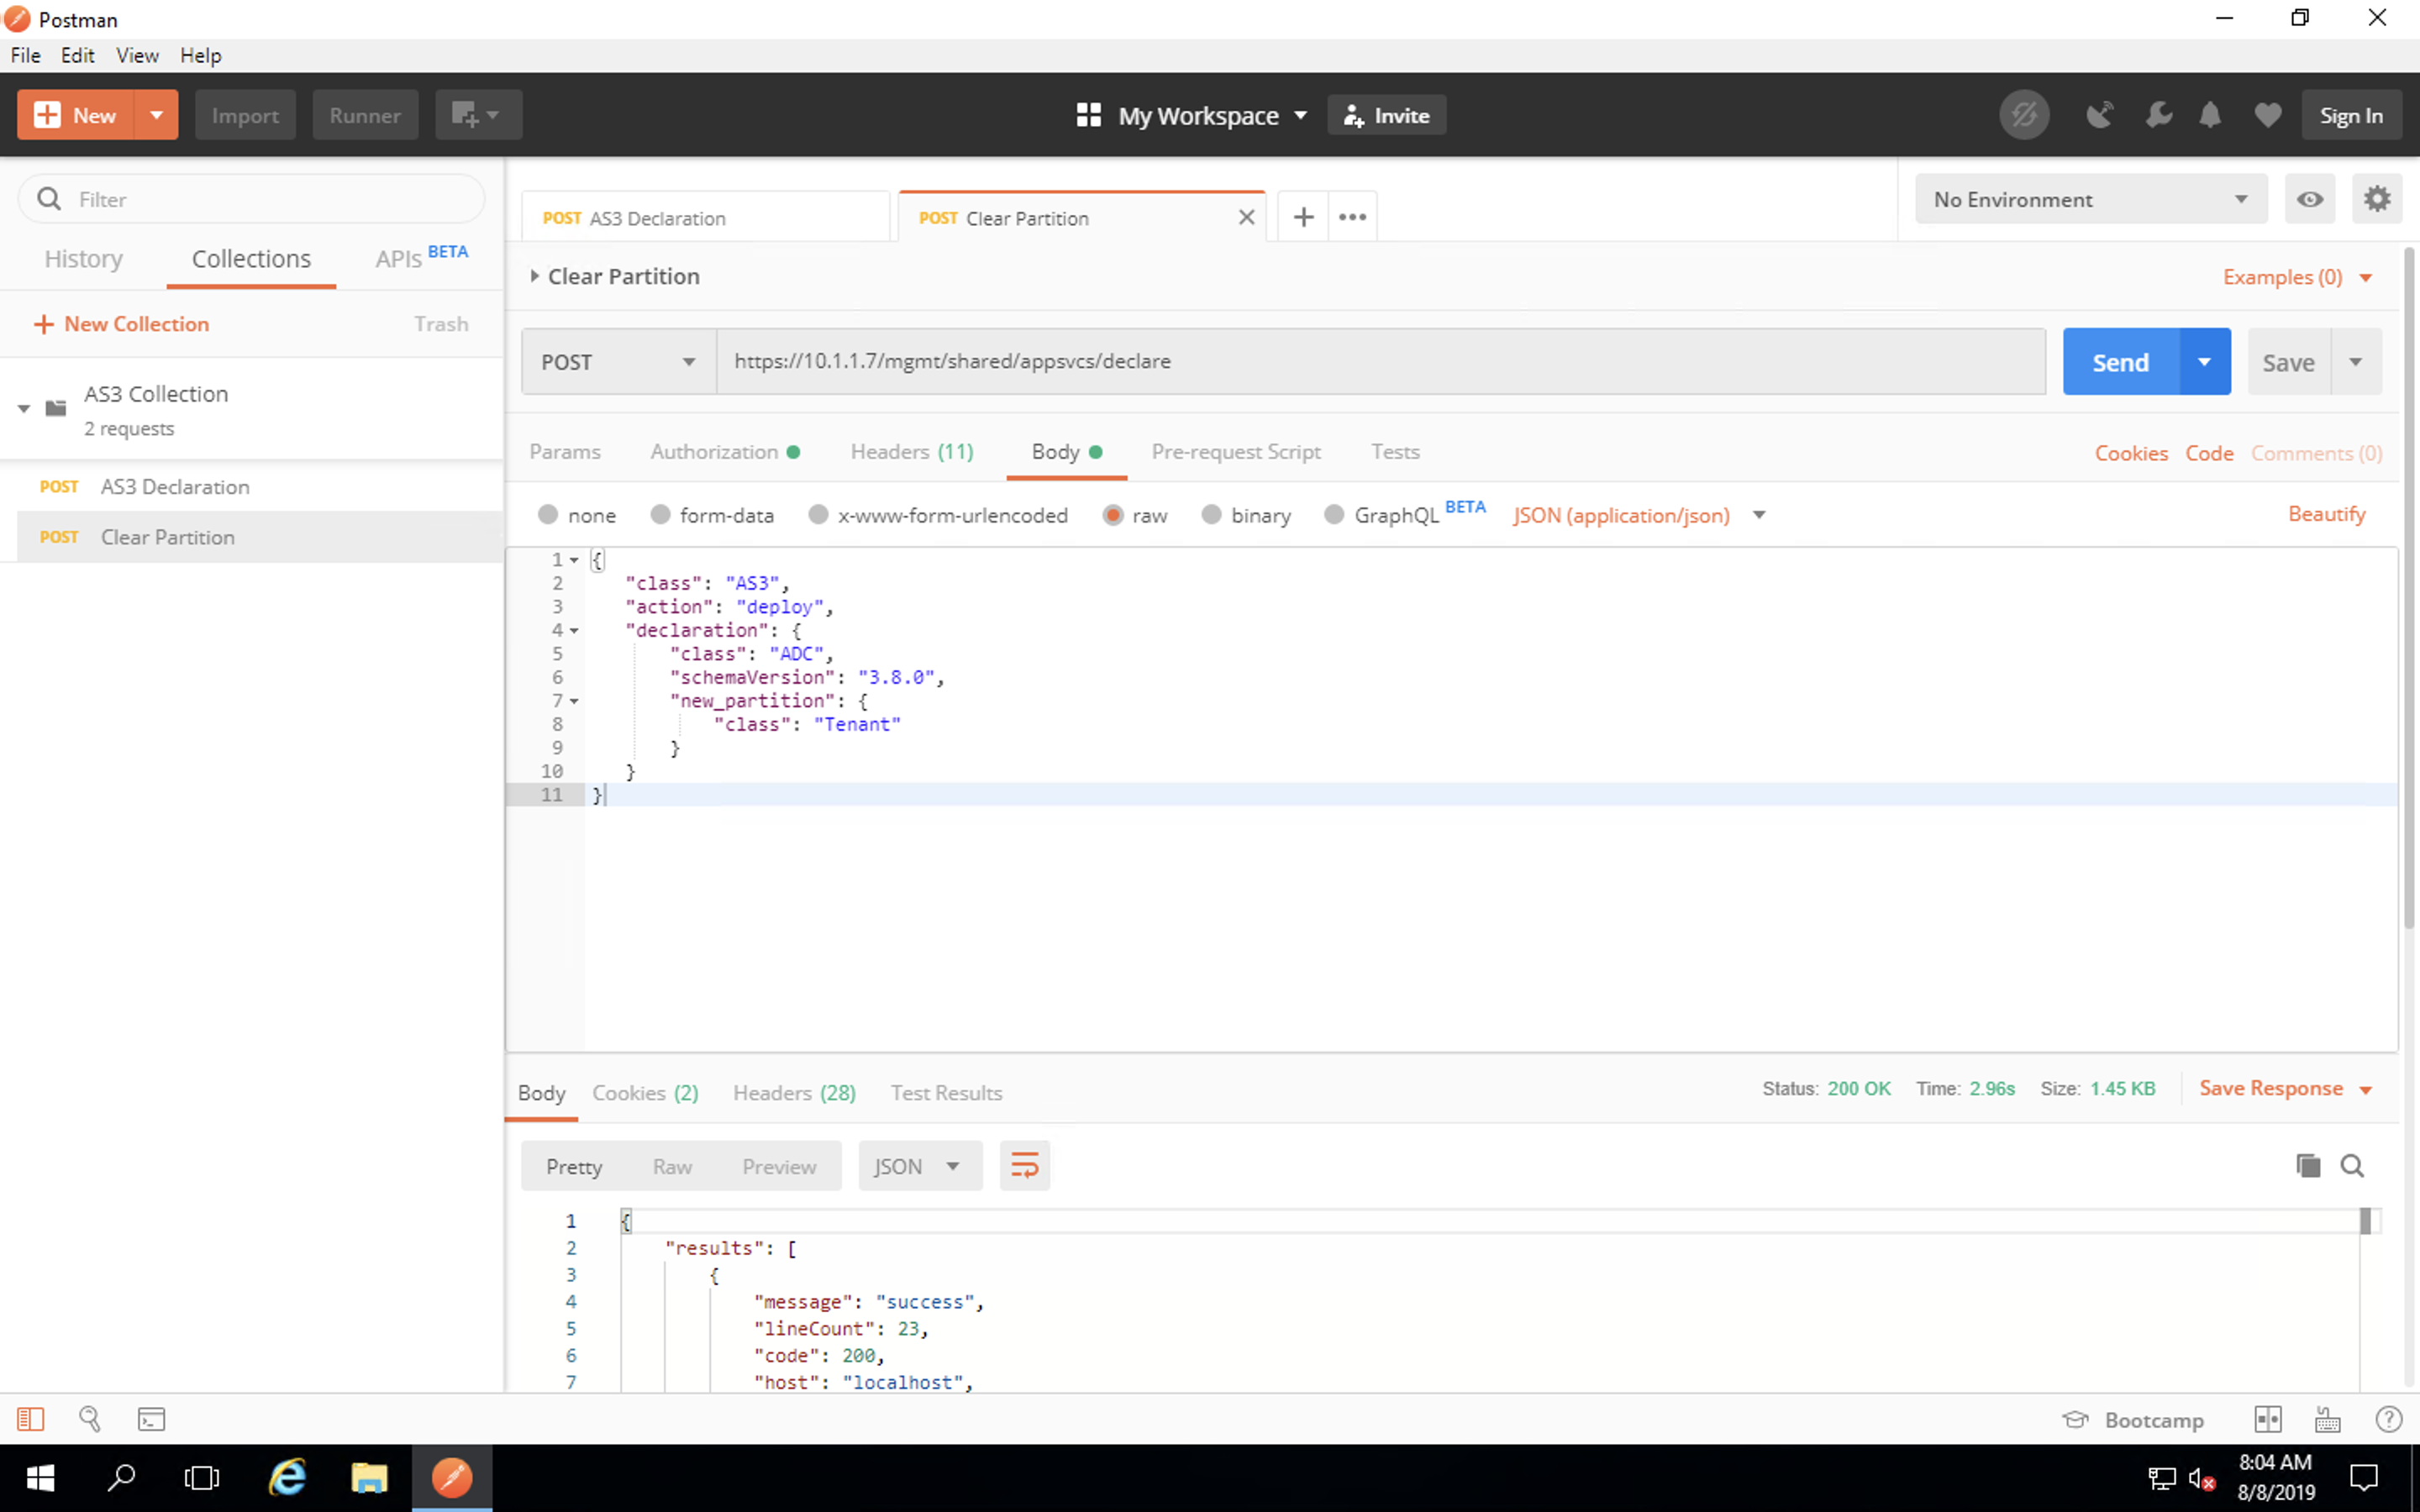 Postman
File Edit View Help
New Import Runner My Workspace Invite Sign In
Filter
History Collections APIs BETA
New Collection Trash
AS3 Collection
2 requests
POST AS3 Declaration
POST Clear Partition
POST AS3 Declaration POST Clear Partition No Environment
Clear Partition Examples (0)
POST https://10.1.1.7/mgmt/shared/appsvcs/declare Send Save
Params Authorization Headers (11) Body Pre-request Script Tests Cookies Code Comments (0)
none form-data x-www-form-urlencoded raw binary GraphQL BETA JSON (application/json) Beautify
1 {
2 "class": "AS3",
3 "action": "deploy",
4 "declaration": {
5 "class": "ADC",
6 "schemaVersion": "3.8.0",
7 "new_partition": {
8 "class": "Tenant"
9 }
10 }
11 }
Body Cookies (2) Headers (28) Test Results Status: 200 OK Time: 2.96s Size: 1.45 KB Save Response
Pretty Raw Preview JSON
1 {
2 "results": [
3 {
4 "message": "success",
5 "lineCount": 23,
6 "code": 200,
7 "host": "localhost",
Bootcamp
8:04 AM
8/8/2019